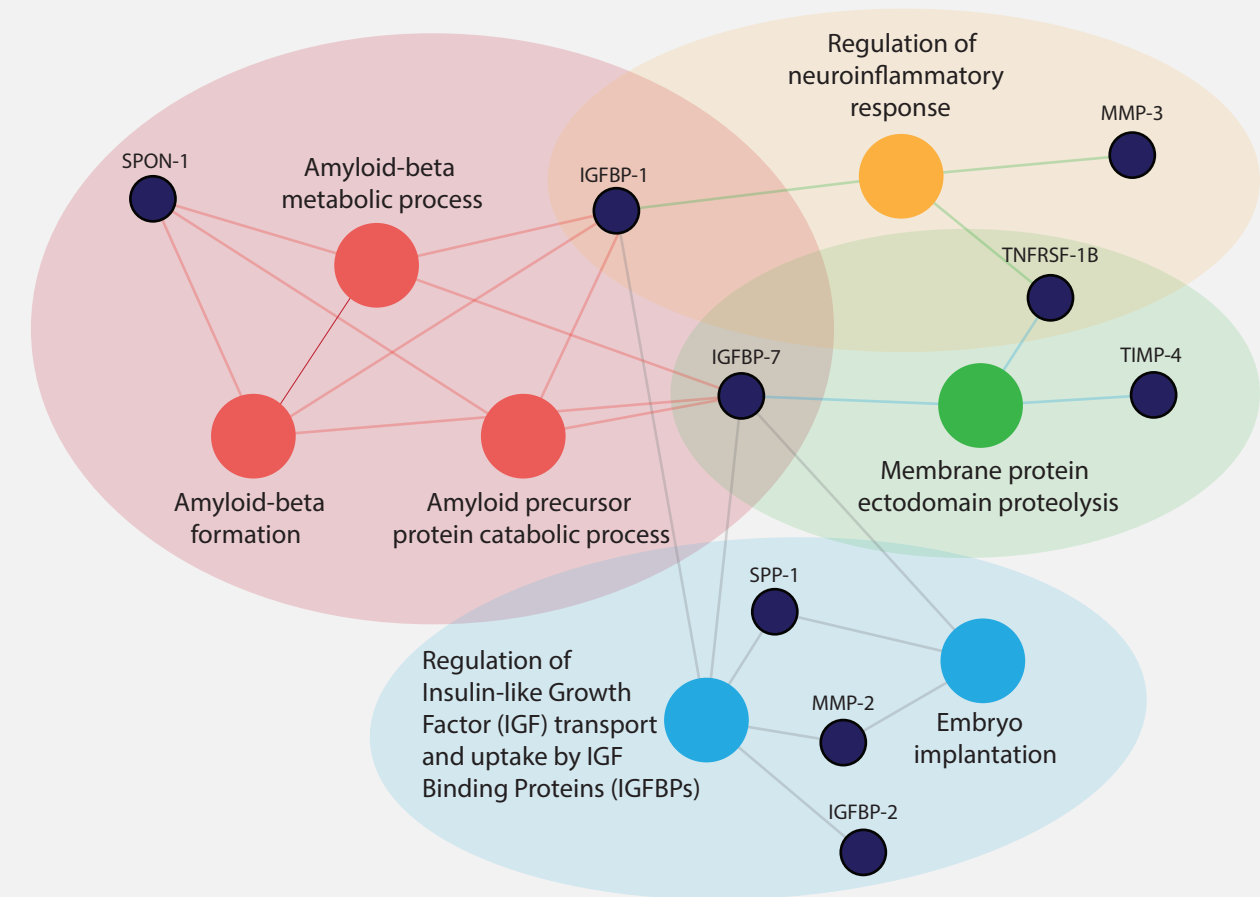 Regulation of
neuroinflammatory
response
MMP-3
SPON-1
Amyloid-beta
metabolic process
IGFBP-1
TNFRSF-1B
IGFBP-7
TIMP-4
Membrane protein
ectodomain proteolysis
Amyloid-beta
formation
Amyloid precursor
protein catabolic process
SPP-1
Regulation of
Insulin-like Growth
Factor (IGF) transport
and uptake by IGF
Binding Proteins (IGFBPs)
MMP-2
Embryo
implantation
IGFBP-2